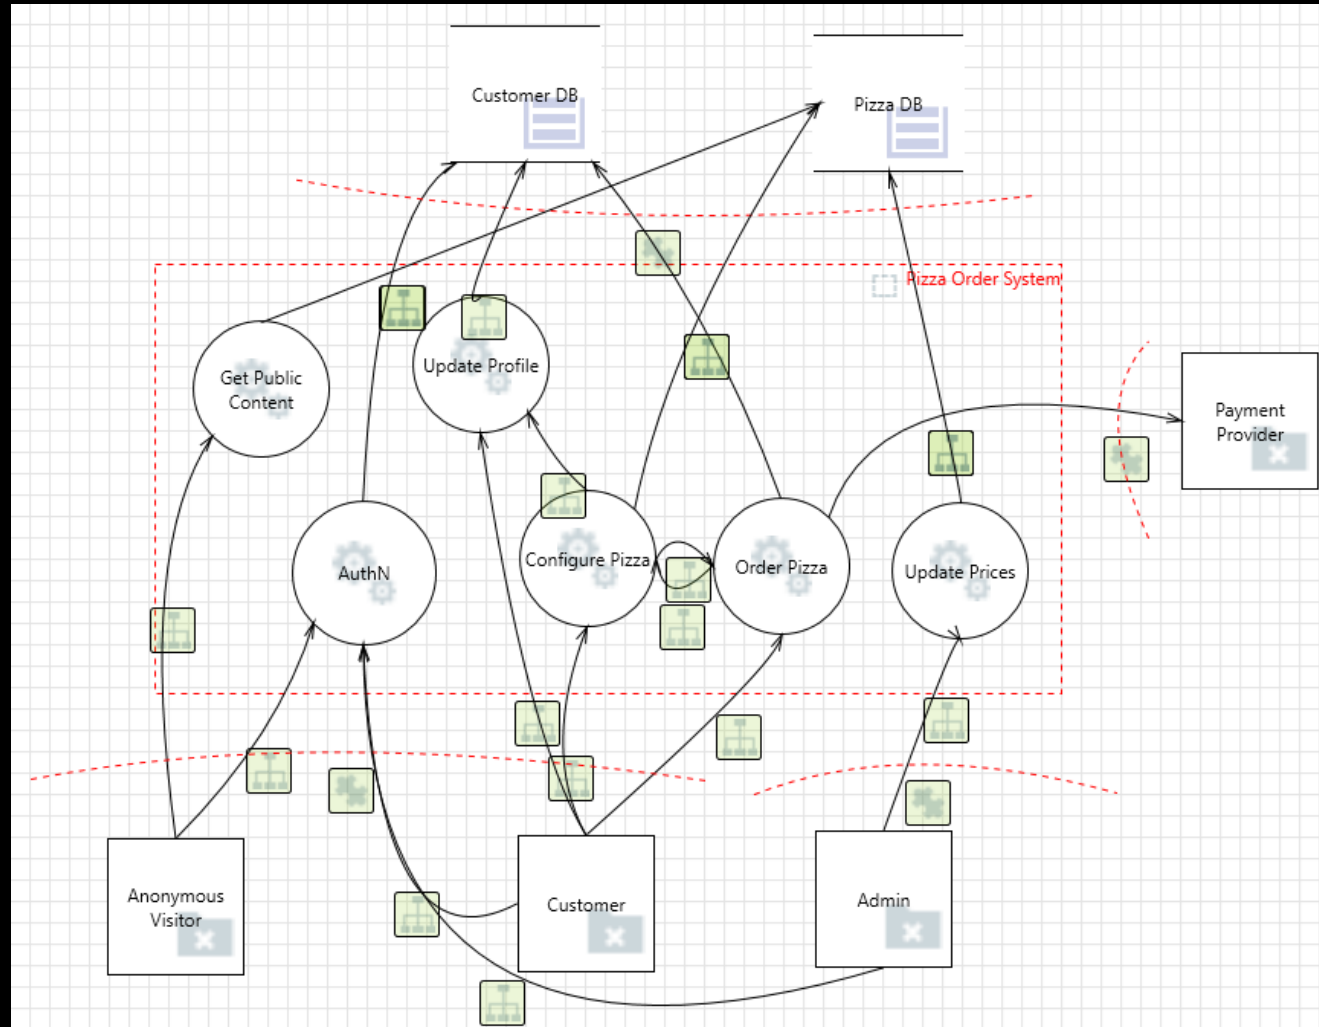 Customer DB
Pizza DB
Pizza Order System
Get Public
Content
Update Profile
Payment
Provider
AuthN
Configure Pizza
Order Pizza
Update Prices
Anonymous
Visitor
Customer
Admin